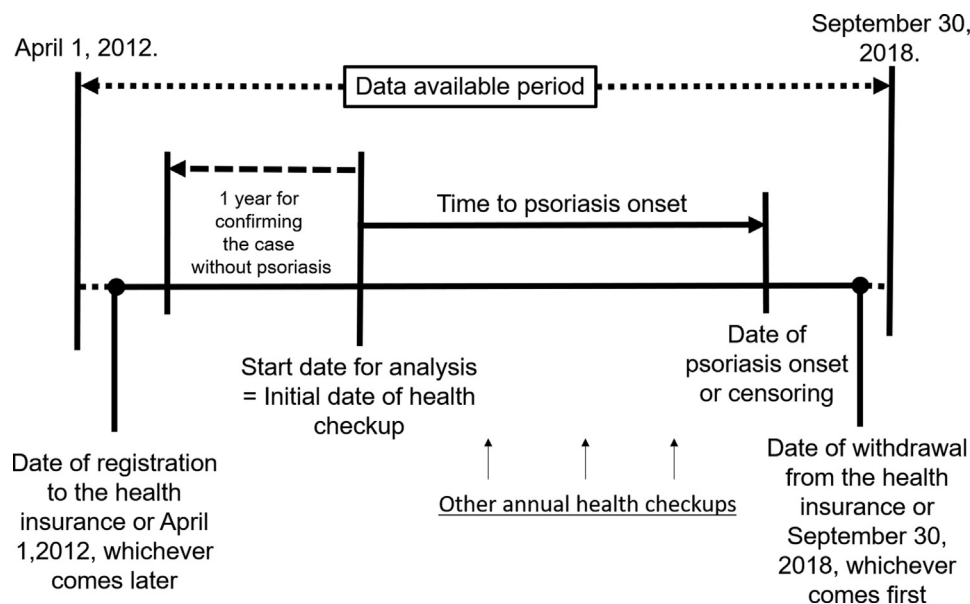 April 1, 2012.
September 30,
2018.
Data available period
1 year for
confirming
the case
without psoriasis
Time to psoriasis onset
Start date for analysis
= Initial date of health
checkup
Date of
psoriasis onset
or censoring
Other annual health checkups
Date of registration
to the health
insurance or April
1,2012, whichever
comes later
Date of withdrawal
from the health
insurance or
September 30,
2018, whichever
comes first